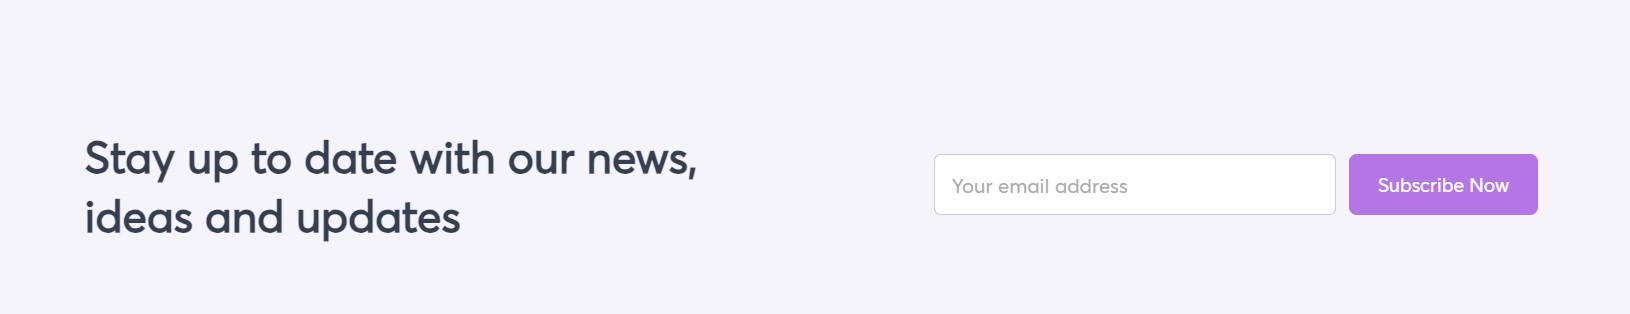 Stay up to date with our news,
ideas and updates
Your email address
Subscribe Now